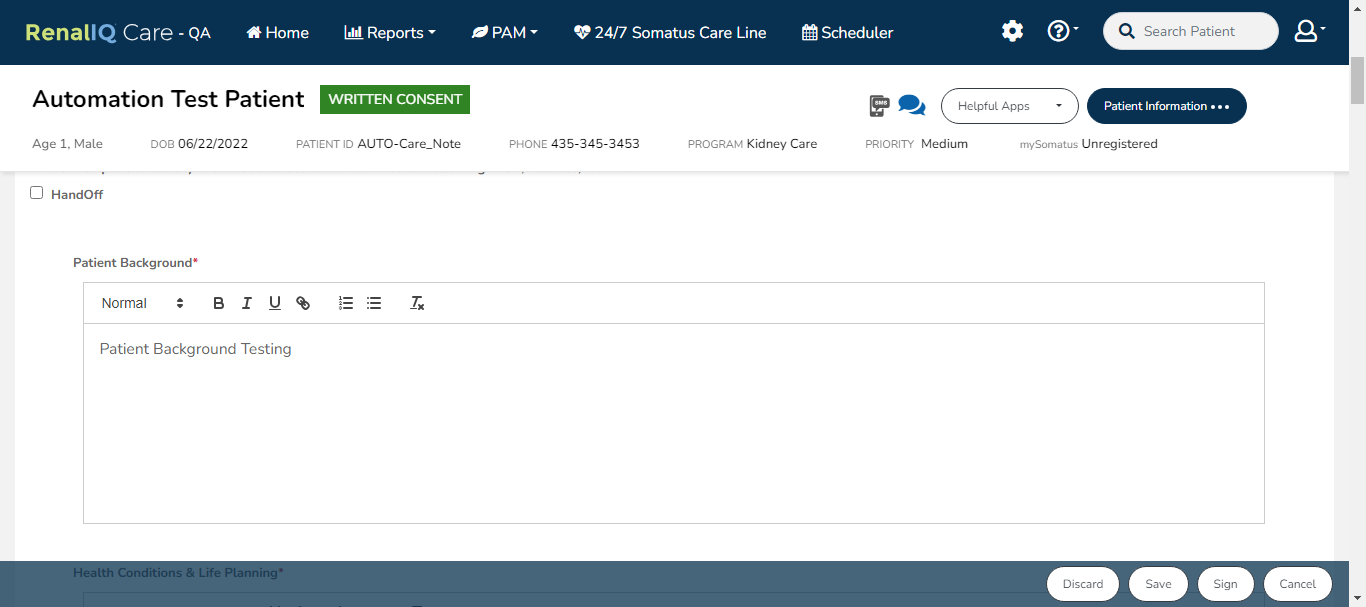 RenalIQ Care - QA Home Reports PAM 24/7 Somatus Care Line Scheduler Search Patient
Automation Test Patient WRITTEN CONSENT SMS Helpful Apps Patient Information
Age 1, Male DOB 06/22/2022 PATIENT ID AUTO-Care_Note PHONE 435-345-3453 PROGRAM Kidney Care PRIORITY Medium mySomatus Unregistered
HandOff
Patient Background*
Normal B I U
Patient Background Testing
Health Conditions & Life Planning*
Discard Save Sign Cancel